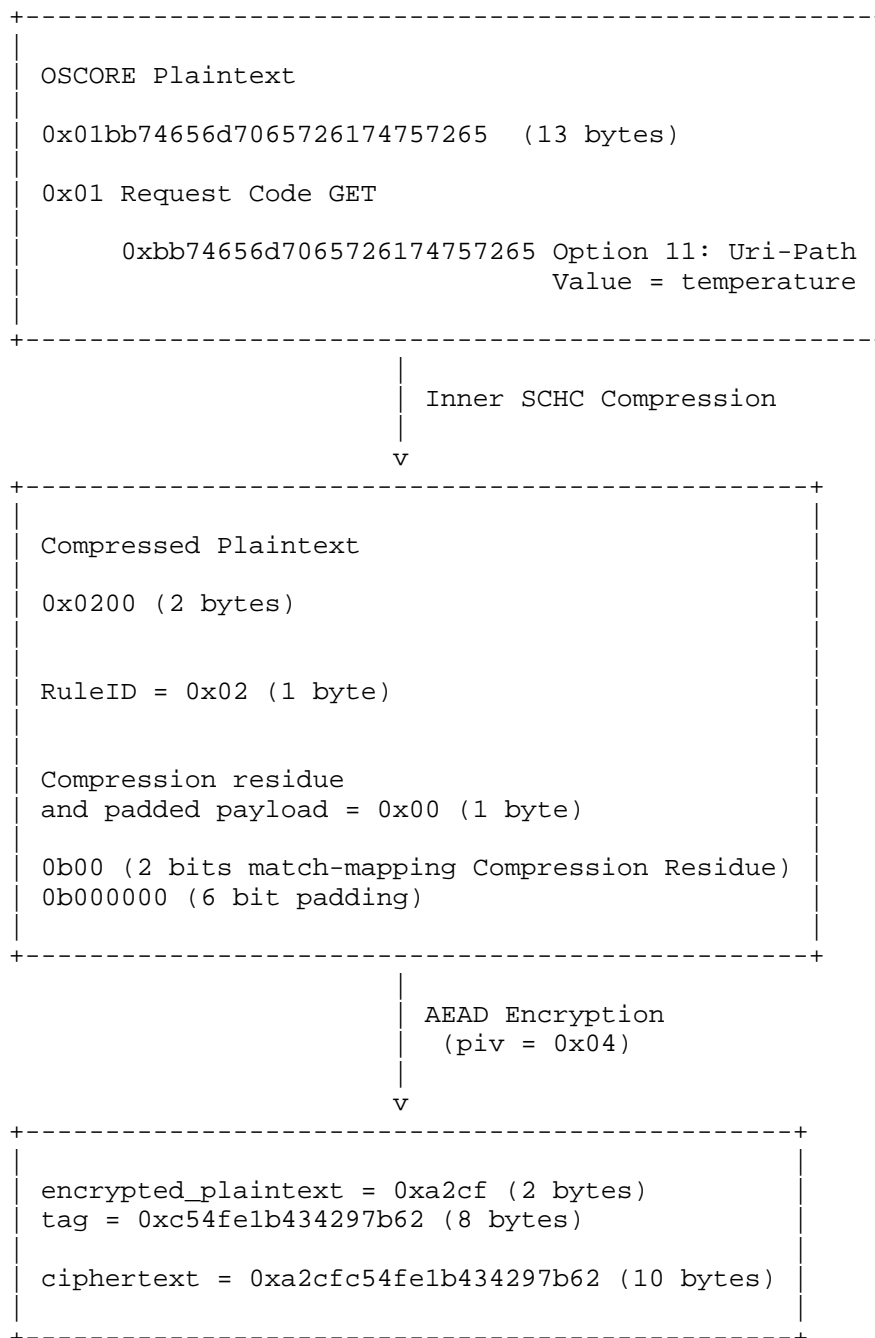 OSCORE Plaintext
0x01bb74656d7065726174757265 (13 bytes)
0x01 Request Code GET
0xbb74656d7065726174757265 Option 11: Uri-Path
Value = temperature
Inner SCHC Compression
v
Compressed Plaintext
0x0200 (2 bytes)
RuleID = 0x02 (1 byte)
Compression residue
and padded payload = 0x00 (1 byte)
0b00 (2 bits match-mapping Compression Residue)
0b000000 (6 bit padding)
AEAD Encryption
(piv = 0x04)
v
encrypted_plaintext = 0xa2cf (2 bytes)
tag = 0xc54fe1b434297b62 (8 bytes)
ciphertext = 0xa2cfc54fe1b434297b62 (10 bytes)